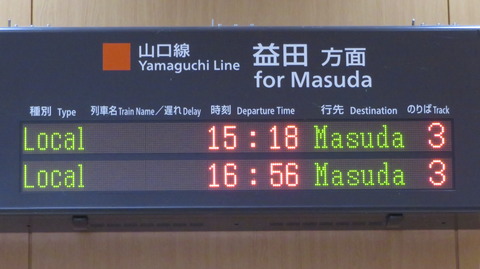 山口線 益田 方面
Yamaguchi Line for Masuda
種別 Type 列車名 Train Name／遅れ Delay 時刻 Departure Time 行先 Destination のりば Track
Local 15:18 Masuda 3
Local 16:56 Masuda 3